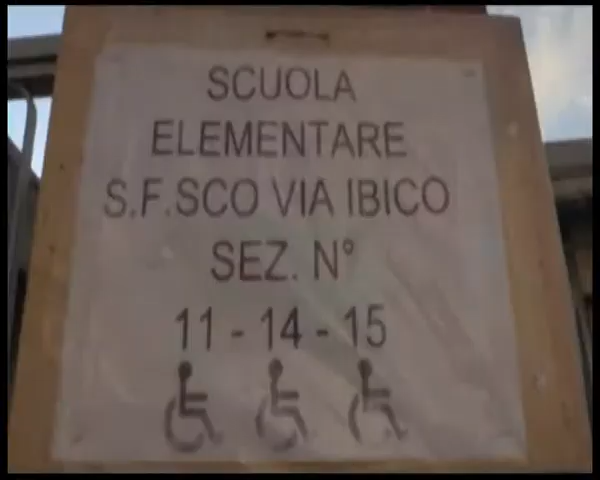 SCUOLA
ELEMENTARE
S.F.SCO VIA IBICO
SEZ. N°
11 - 14 - 15